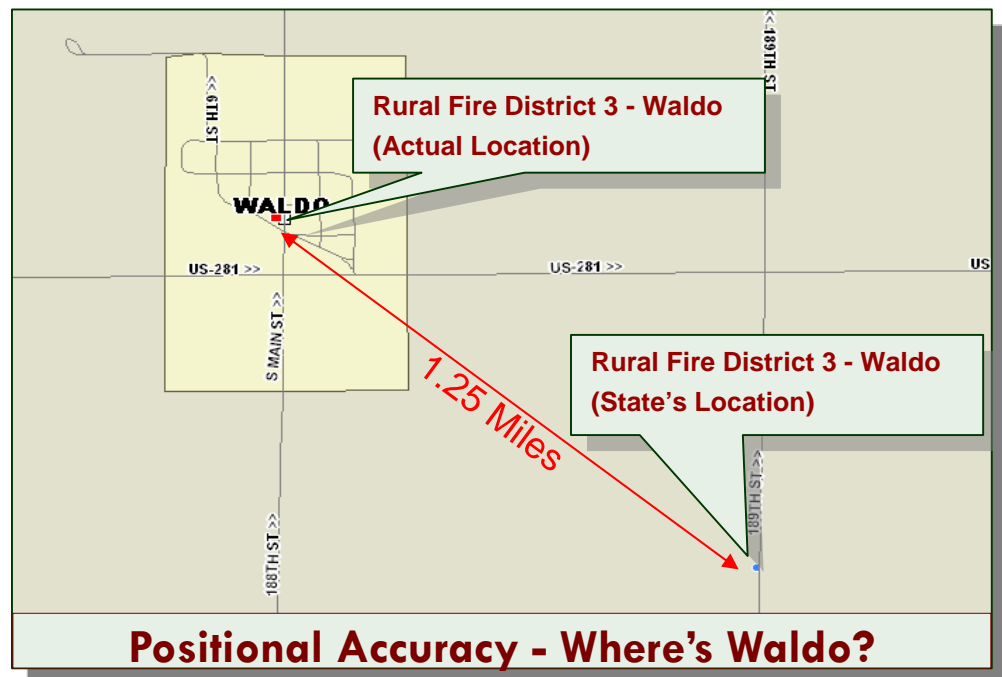 << 189TH ST
<< 6TH ST
Rural Fire District 3 - Waldo
(Actual Location)
WALDO
US-281 >>
US-281 >>
US
S MAIN ST >>
1.25 Miles
Rural Fire District 3 - Waldo
(State's Location)
189TH ST >>
188TH ST >>
Positional Accuracy - Where's Waldo?